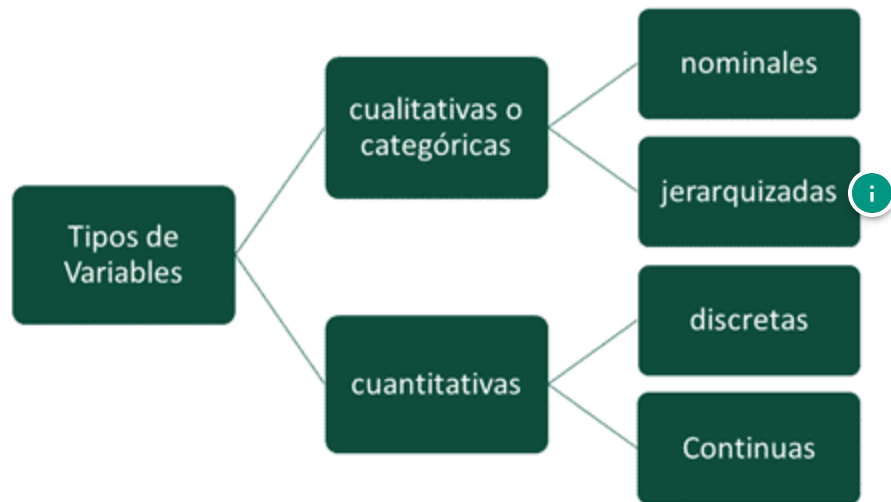 Tipos de
Variables
cualitativas o
categóricas
nominales
jerarquizadas
i
cuantitativas
discretas
Continuas